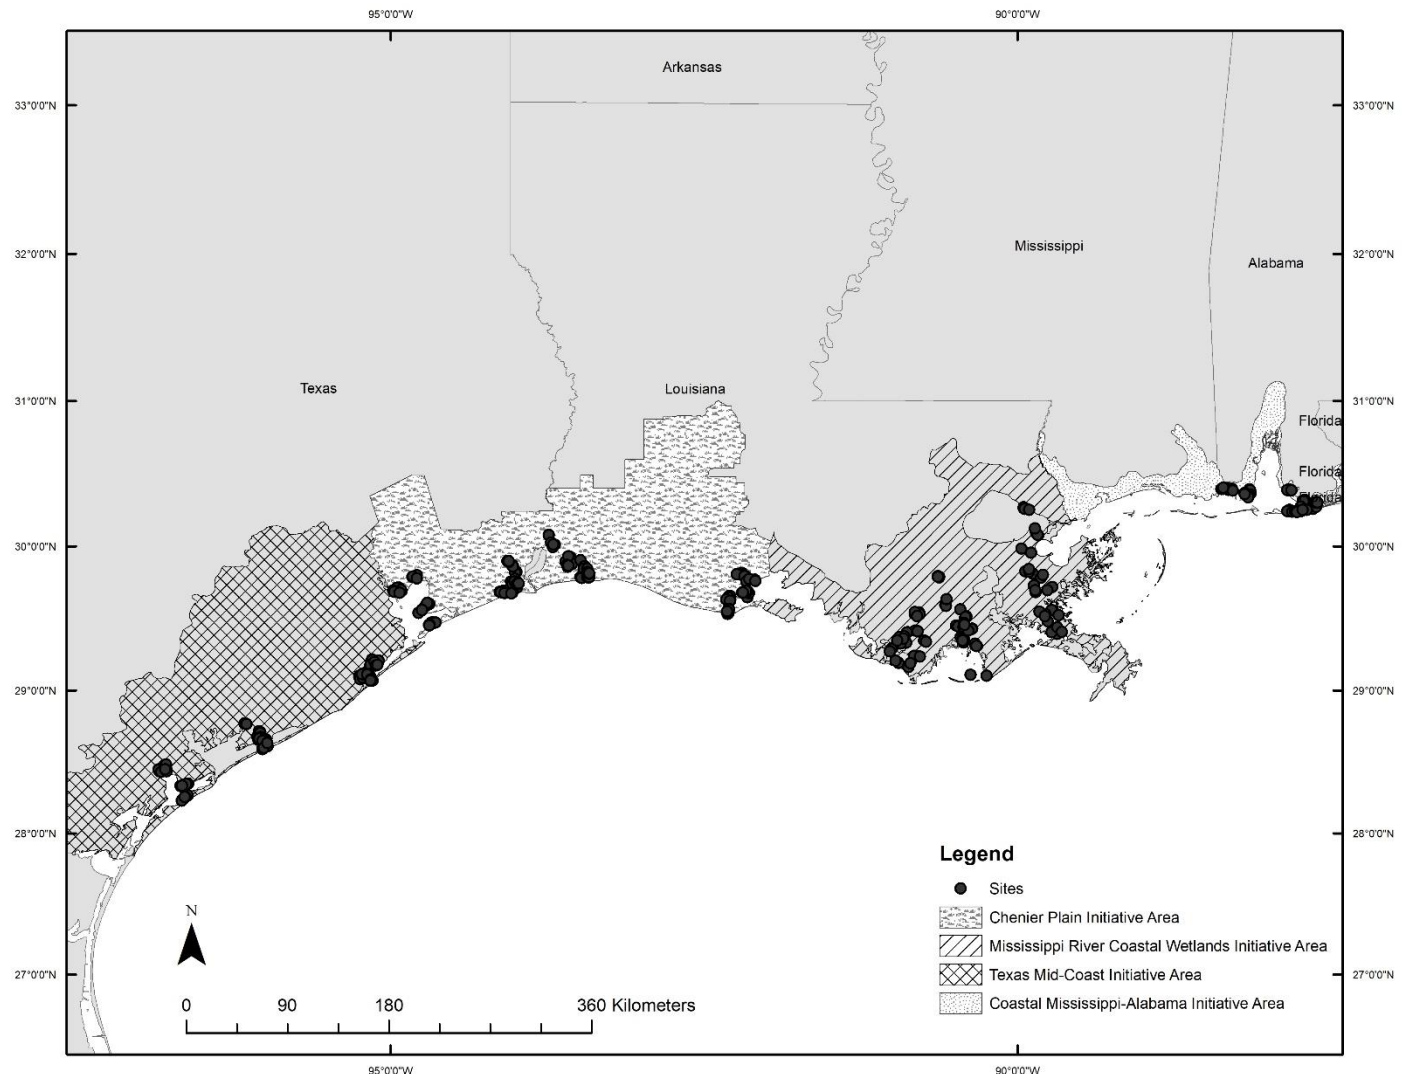 95°0'0"W 90°0'0"W
Arkansas
33°0'0"N 33°0'0"N
32°0'0"N Mississippi 32°0'0"N
Alabama
Texas Louisiana
31°0'0"N 31°0'0"N
Florida
Florida
Florida
30°0'0"N 30°0'0"N
29°0'0"N 29°0'0"N
28°0'0"N 28°0'0"N
Legend
Sites
N
Chenier Plain Initiative Area
Mississippi River Coastal Wetlands Initiative Area
27°0'0"N Texas Mid-Coast Initiative Area 27°0'0"N
0 90 180 360 Kilometers
Coastal Mississippi-Alabama Initiative Area
95°0'0"W 90°0'0"W